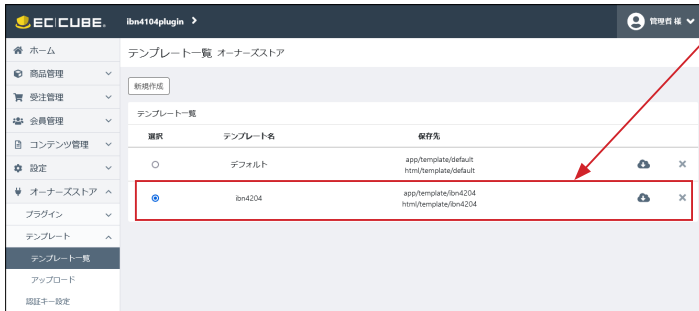 EC CUBE®
ibn4104plugin
管理者 様
ホーム
商品管理
受注管理
会員管理
コンテンツ管理
設定
オーナーズストア
プラグイン
テンプレート
テンプレート一覧
アップロード
認証キー設定
テンプレート一覧 オーナーズストア
新規作成
テンプレート一覧
選択 テンプレート名 保存先
デフォルト app/template/default
html/template/default
ibn4204 app/template/ibn4204
html/template/ibn4204